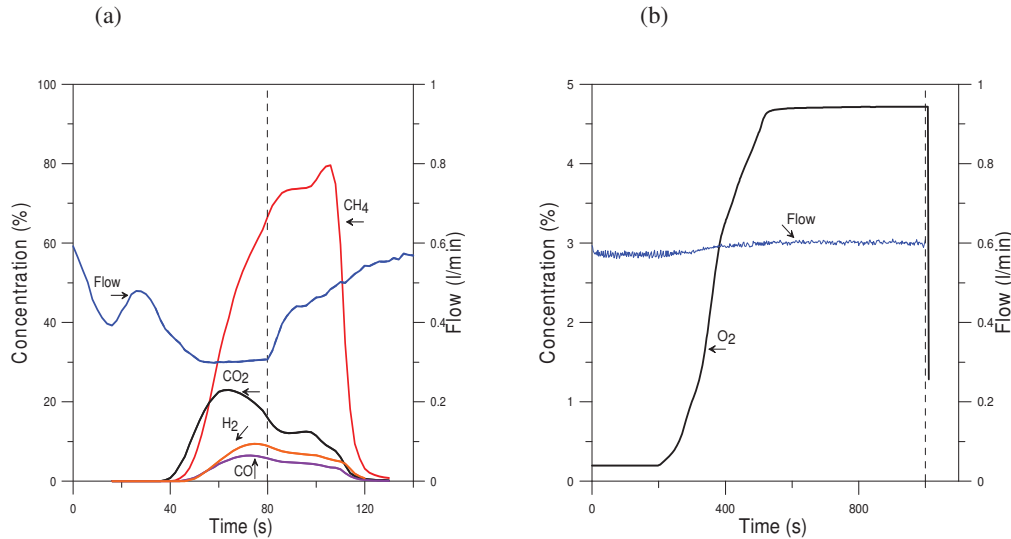 (a)
(b)
100
80
60
40
20
0
Concentration (%)
1
0.8
0.6
0.4
0.2
0
Flow (l/min)
0
40
80
120
Time (s)
Flow
CH4
CO2
H2
CO
5
4
3
2
1
0
Concentration (%)
1
0.8
0.6
0.4
0.2
0
Flow (l/min)
0
400
800
Time (s)
Flow
O2